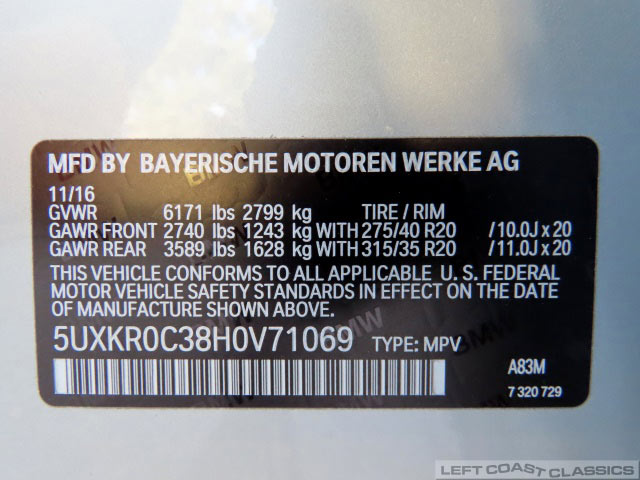 MFD BY BAYERISCHE MOTOREN WERKE AG
11/16
GVWR 6171 lbs 2799 kg TIRE / RIM
GAWR FRONT 2740 lbs 1243 kg WITH 275/40 R20 /10.0J x 20
GAWR REAR 3589 lbs 1628 kg WITH 315/35 R20 /11.0J x 20
THIS VEHICLE CONFORMS TO ALL APPLICABLE U. S. FEDERAL
MOTOR VEHICLE SAFETY STANDARDS IN EFFECT ON THE DATE
OF MANUFACTURE SHOWN ABOVE.
5UXKR0C38H0V71069 TYPE: MPV
A83M
7 320 729
LEFT COAST CLASSICS